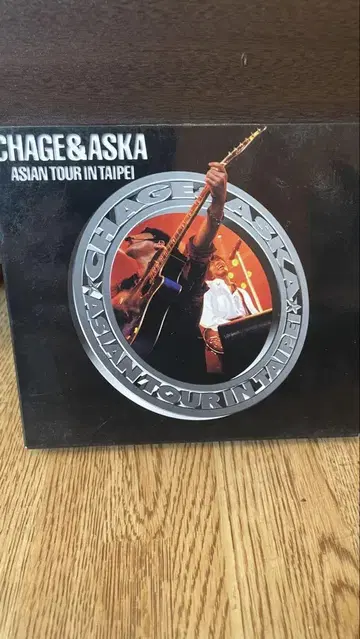 CHAGE&ASKA
ASIAN TOUR IN TAIPEI
CHAGE★ASKA★
ASIAN TOUR IN TAIPEI